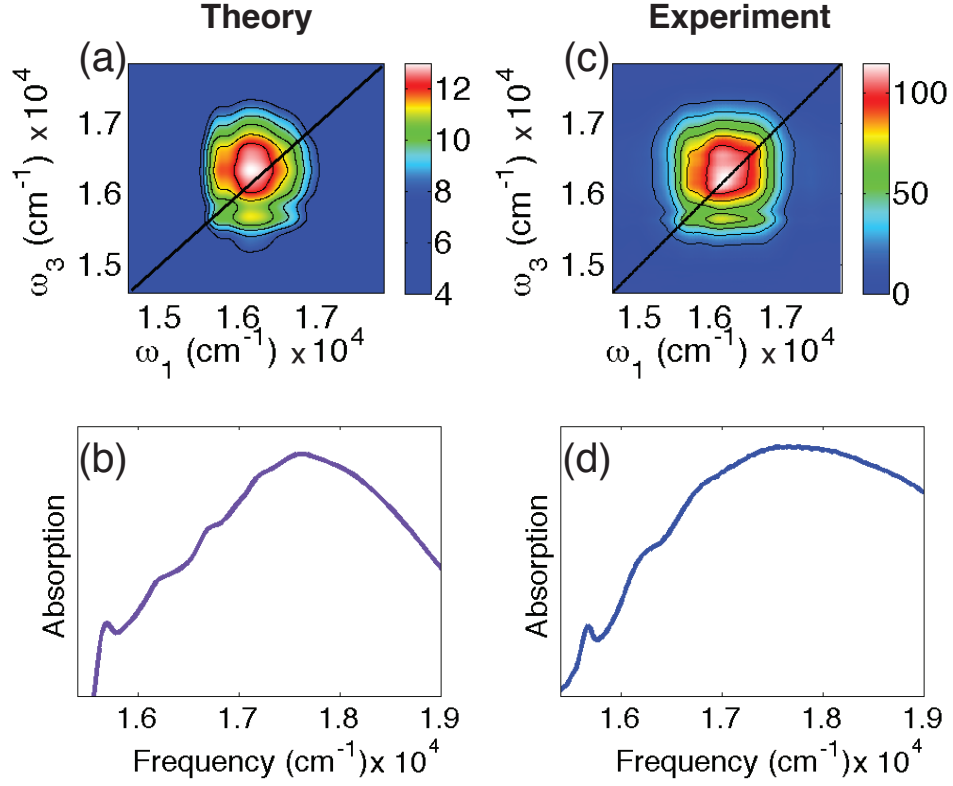 Theory
Experiment
(a)
(c)
ω3 (cm-1) x 10^4
1.7
1.6
1.5
12
10
8
6
4
ω3 (cm-1) x 10^4
1.7
1.6
1.5
100
50
0
1.5 1.6 1.7
ω1 (cm-1) x 10^4
1.5 1.6 1.7
ω1 (cm-1) x 10^4
(b)
(d)
Absorption
Absorption
1.6 1.7 1.8 1.9
Frequency (cm-1) x 10^4
1.6 1.7 1.8 1.9
Frequency (cm-1) x 10^4